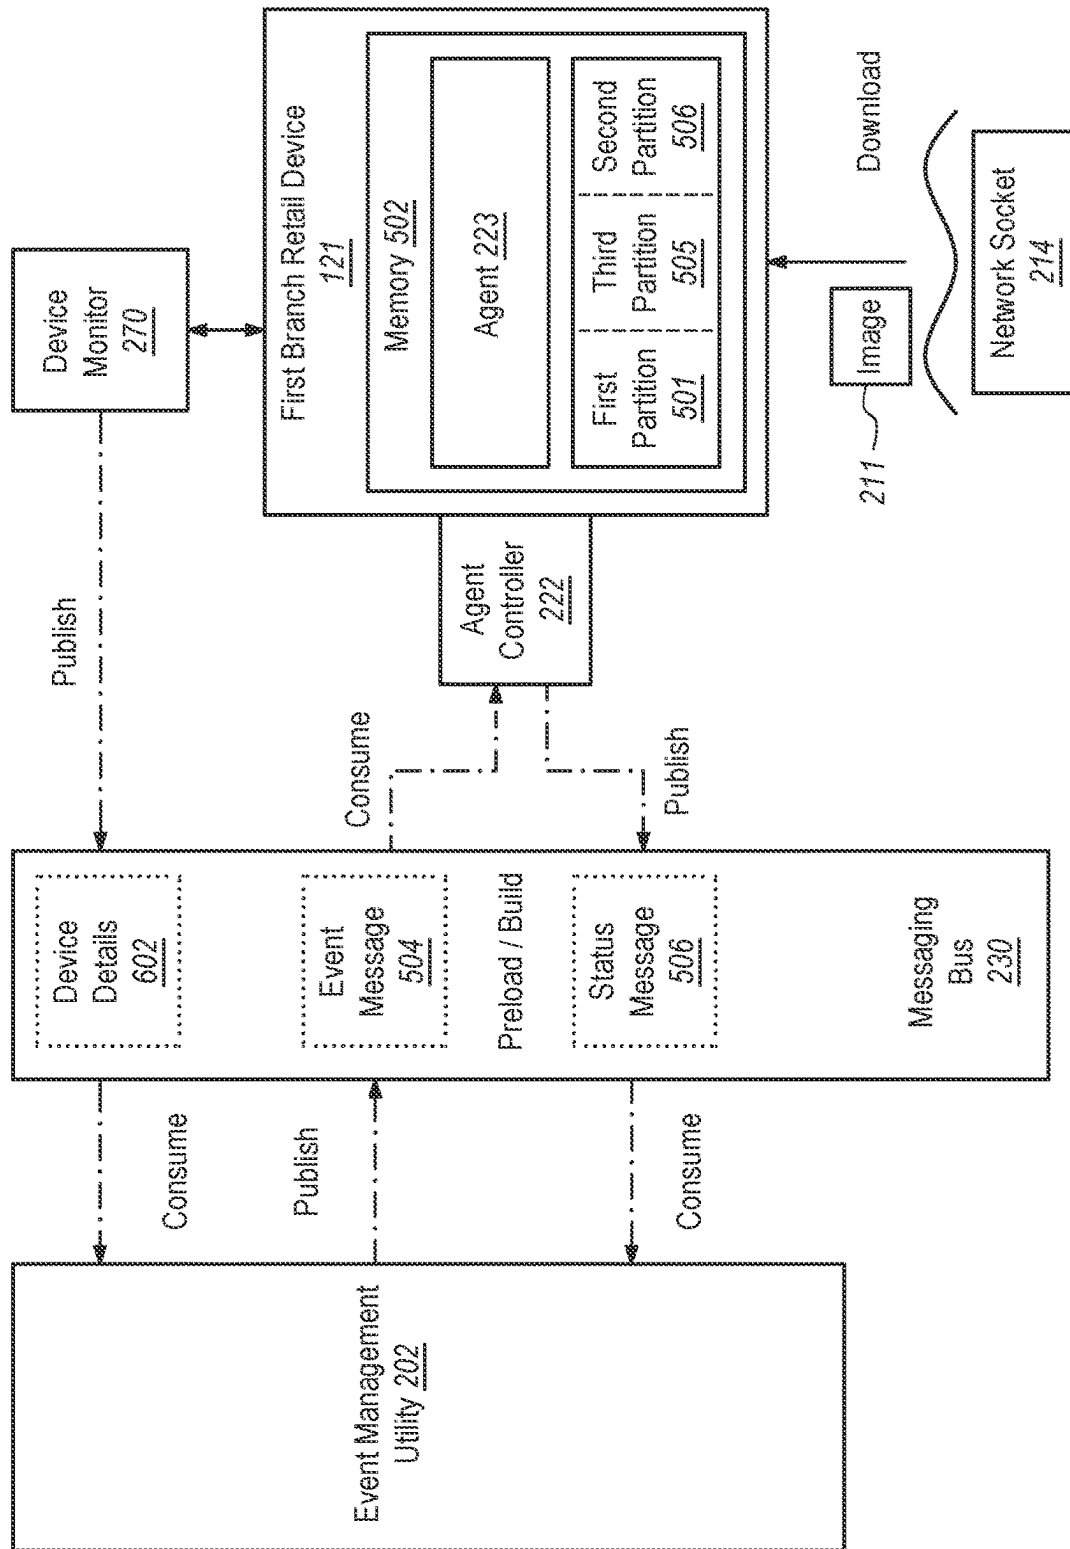 Event Management
Utility 202
Consume
Publish
Consume
Device
Details
602
Event
Message
504
Preload / Build
Status
Message
506
Messaging
Bus
230
Publish
Consume
Publish
Device
Monitor
270
Agent
Controller
222
First Branch Retail Device
121
Memory 502
Agent 223
First
Partition
501
Third
Partition
505
Second
Partition
506
Image
211
Download
Network Socket
214